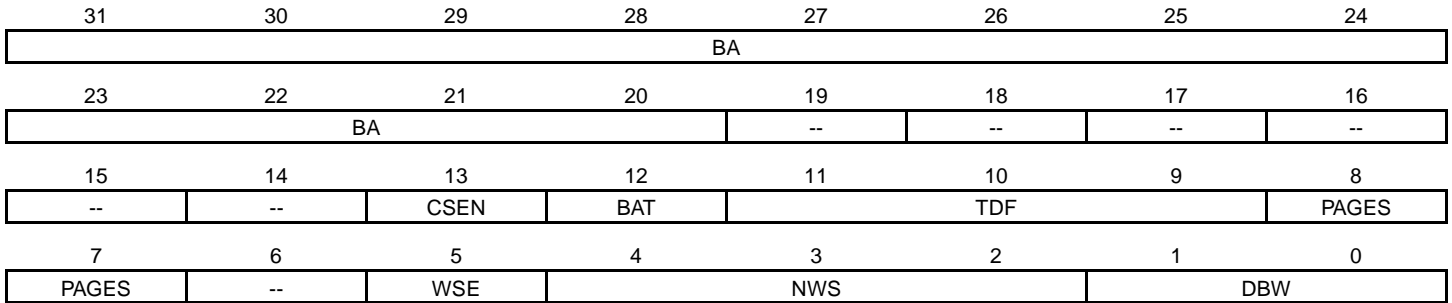 31 30 29 28 27 26 25 24
BA
23 22 21 20 19 18 17 16
BA -- -- -- --
15 14 13 12 11 10 9 8
-- -- CSEN BAT TDF PAGES
7 6 5 4 3 2 1 0
PAGES -- WSE NWS DBW